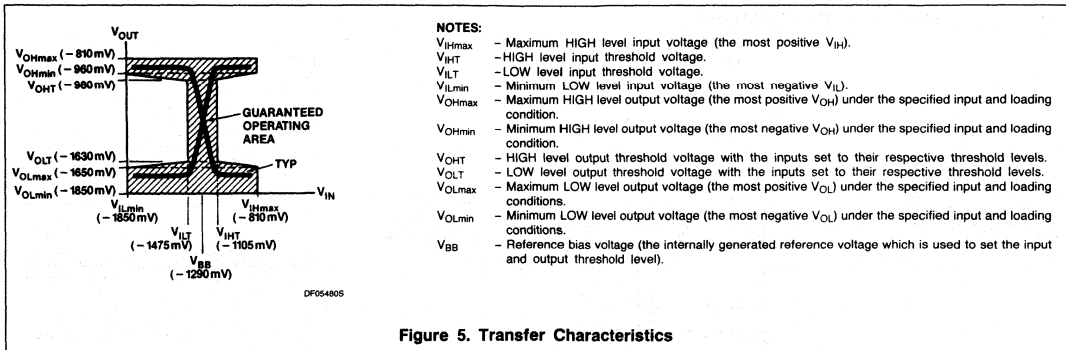 VOUT
VOHmax (−810mV)
VOHmin (−960mV)
VOHT (−980mV)
GUARANTEED
OPERATING
AREA
VOLT (−1630mV)
TYP
VOLmax (−1650mV)
VOLmin (−1850mV)
VIN
VILmin
(−1850mV)
VIHmax
(−810mV)
VILT
(−1475mV)
VIHT
(−1105mV)
VBB
(−1290mV)
DF05480S
NOTES:
VIHmax – Maximum HIGH level input voltage (the most positive VIH).
VIHT – HIGH level input threshold voltage.
VILT – LOW level input threshold voltage.
VILmin – Minimum LOW level input voltage (the most negative VIL).
VOHmax – Maximum HIGH level output voltage (the most positive VOH) under the specified input and loading
condition.
VOHmin – Minimum HIGH level output voltage (the most negative VOH) under the specified input and loading
condition.
VOHT – HIGH level output threshold voltage with the inputs set to their respective threshold levels.
VOLT – LOW level output threshold voltage with the inputs set to their respective threshold levels.
VOLmax – Maximum LOW level output voltage (the most positive VOL) under the specified input and loading
conditions.
VOLmin – Minimum LOW level output voltage (the most negative VOL) under the specified input and loading
conditions.
VBB – Reference bias voltage (the internally generated reference voltage which is used to set the input
and output threshold level).
Figure 5. Transfer Characteristics